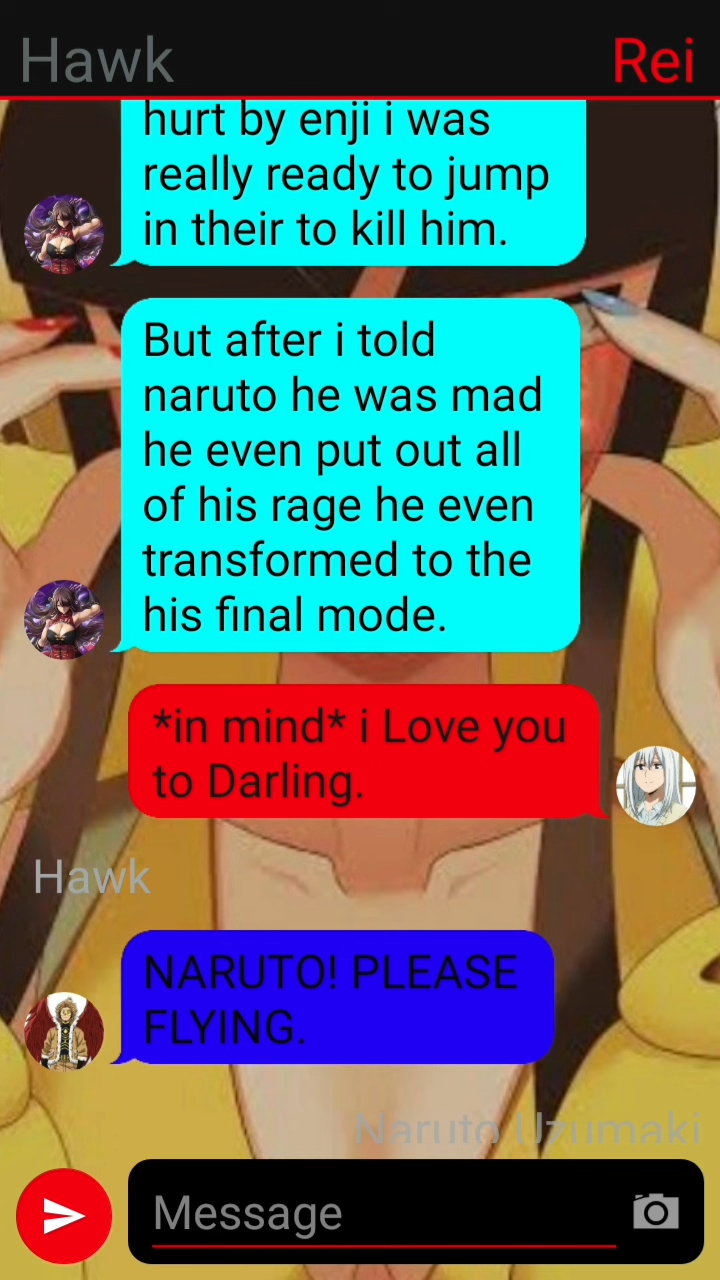 Hawk
Rei
hurt by enji i was
really ready to jump
in their to kill him.
But after i told
naruto he was mad
he even put out all
of his rage he even
transformed to the
his final mode.
*in mind* i Love you
to Darling.
Hawk
NARUTO! PLEASE
FLYING.
Naruto Uzumaki
Message